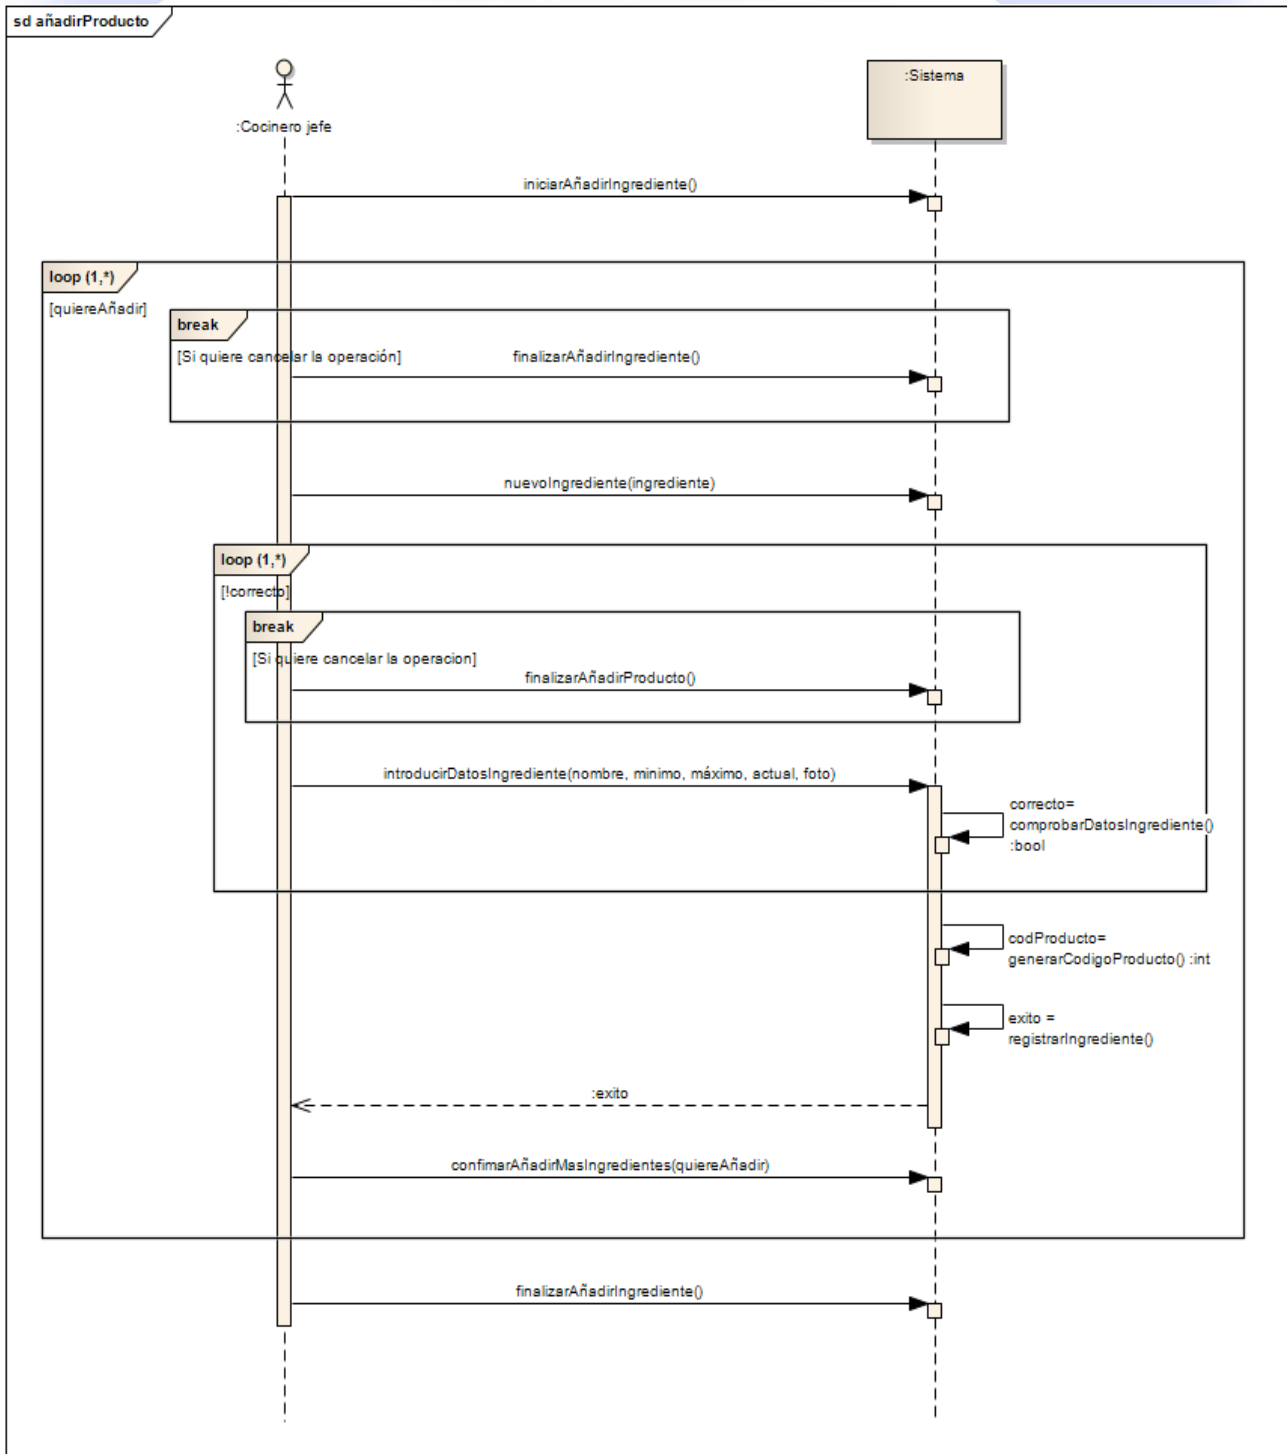 sd añadirProducto
:Cocinero jefe
:Sistema
iniciarAñadirIngrediente()
loop (1,*)
[quiereAñadir]
break
[Si quiere cancelar la operación]
finalizarAñadirIngrediente()
nuevoIngrediente(ingrediente)
loop (1,*)
[!correcto]
break
[Si quiere cancelar la operacion]
finalizarAñadirProducto()
introducirDatosIngrediente(nombre, minimo, máximo, actual, foto)
correcto=
comprobarDatosIngrediente()
:bool
codProducto=
generarCodigoProducto() :int
exito =
registrarIngrediente()
:exito
confimarAñadirMasIngredientes(quiereAñadir)
finalizarAñadirIngrediente()